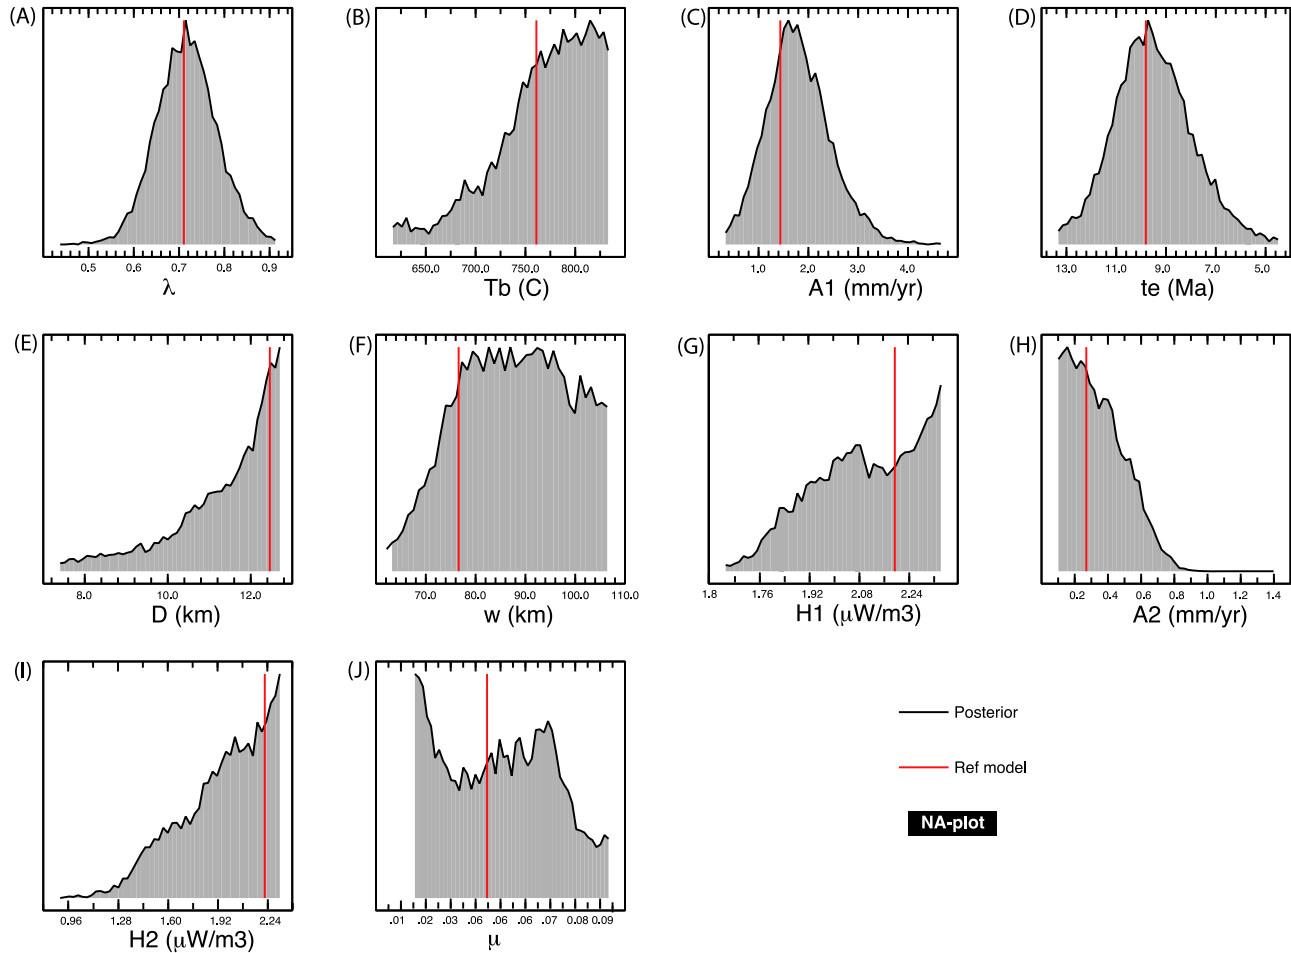 (A)
0.5 0.6 0.7 0.8 0.9
λ
(B)
650.0 700.0 750.0 800.0
Tb (C)
(C)
1.0 2.0 3.0 4.0
A1 (mm/yr)
(D)
13.0 11.0 9.0 7.0 5.0
te (Ma)
(E)
8.0 10.0 12.0
D (km)
(F)
70.0 80.0 90.0 100.0 110.0
w (km)
(G)
1.8 1.76 1.92 2.08 2.24
H1 (μW/m3)
(H)
0.2 0.4 0.6 0.8 1.0 1.2 1.4
A2 (mm/yr)
(I)
0.96 1.28 1.60 1.92 2.24
H2 (μW/m3)
(J)
.01 .02 .03 .06 .06 .07 0.08 0.09
μ
Posterior
Ref model
NA-plot